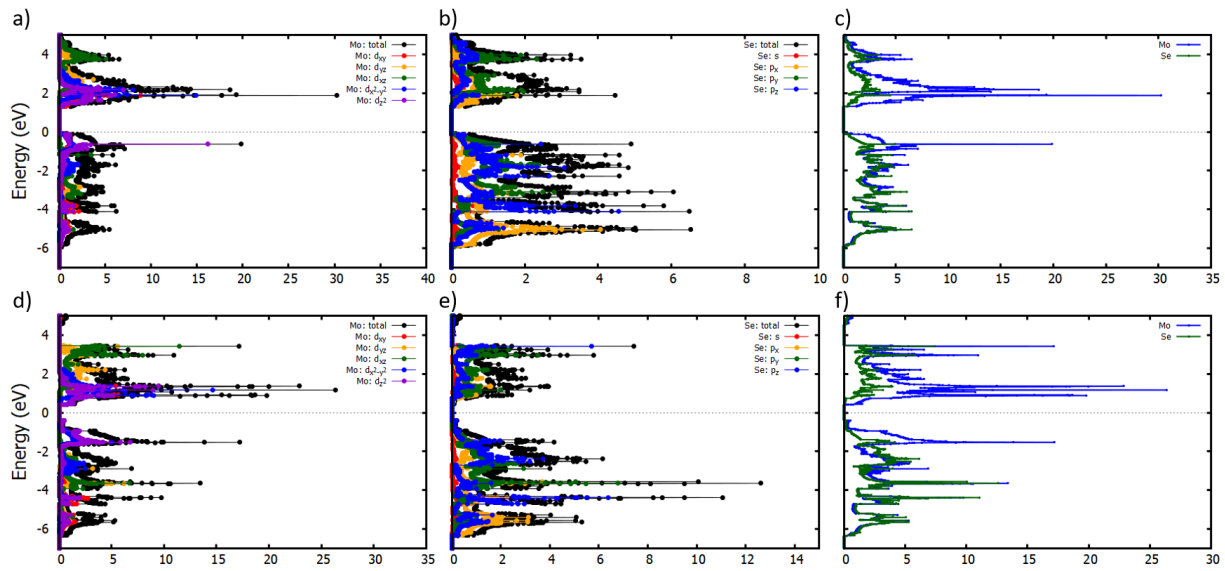 a)
Energy (eV)
4
2
0
-2
-4
-6
0 5 10 15 20 25 30 35 40
Mo: total
Mo: dxy
Mo: dyz
Mo: dxz
Mo: dx²-y²
Mo: dz²
b)
0 2 4 6 8 10
Se: total
Se: s
Se: px
Se: py
Se: pz
c)
0 5 10 15 20 25 30 35
Mo
Se
d)
Energy (eV)
4
2
0
-2
-4
-6
0 5 10 15 20 25 30 35
Mo: total
Mo: dxy
Mo: dyz
Mo: dxz
Mo: dx²-y²
Mo: dz²
e)
0 2 4 6 8 10 12 14
Se: total
Se: s
Se: px
Se: py
Se: pz
f)
0 5 10 15 20 25 30
Mo
Se